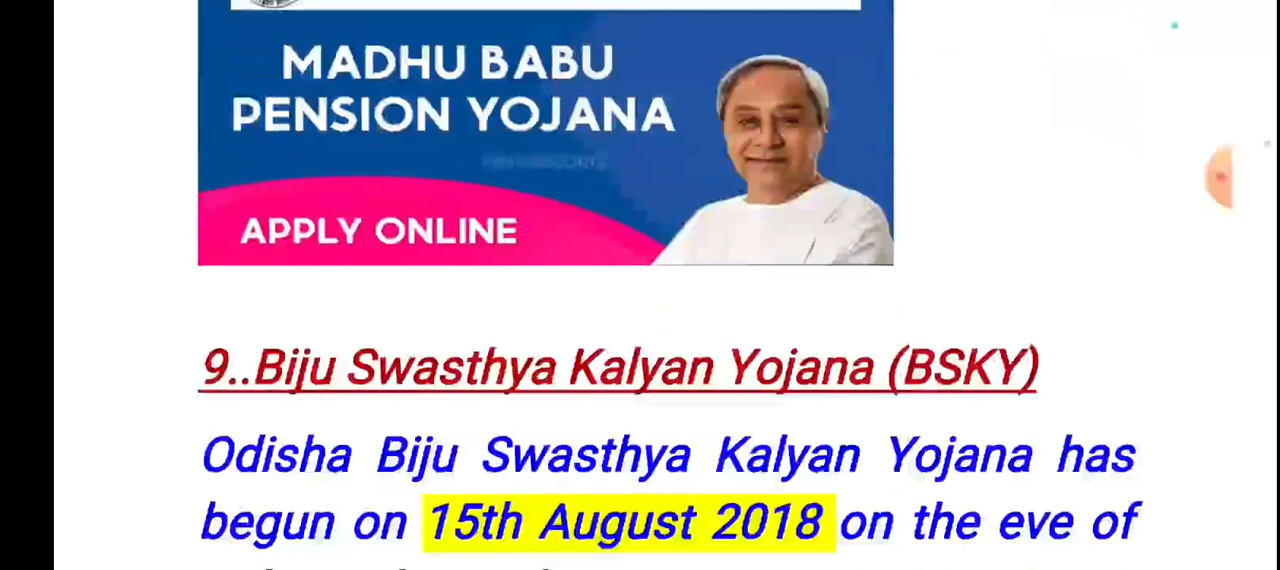 MADHU BABU
PENSION YOJANA
APPLY ONLINE
9..Biju Swasthya Kalyan Yojana (BSKY)
Odisha Biju Swasthya Kalyan Yojana has
begun on 15th August 2018 on the eve of